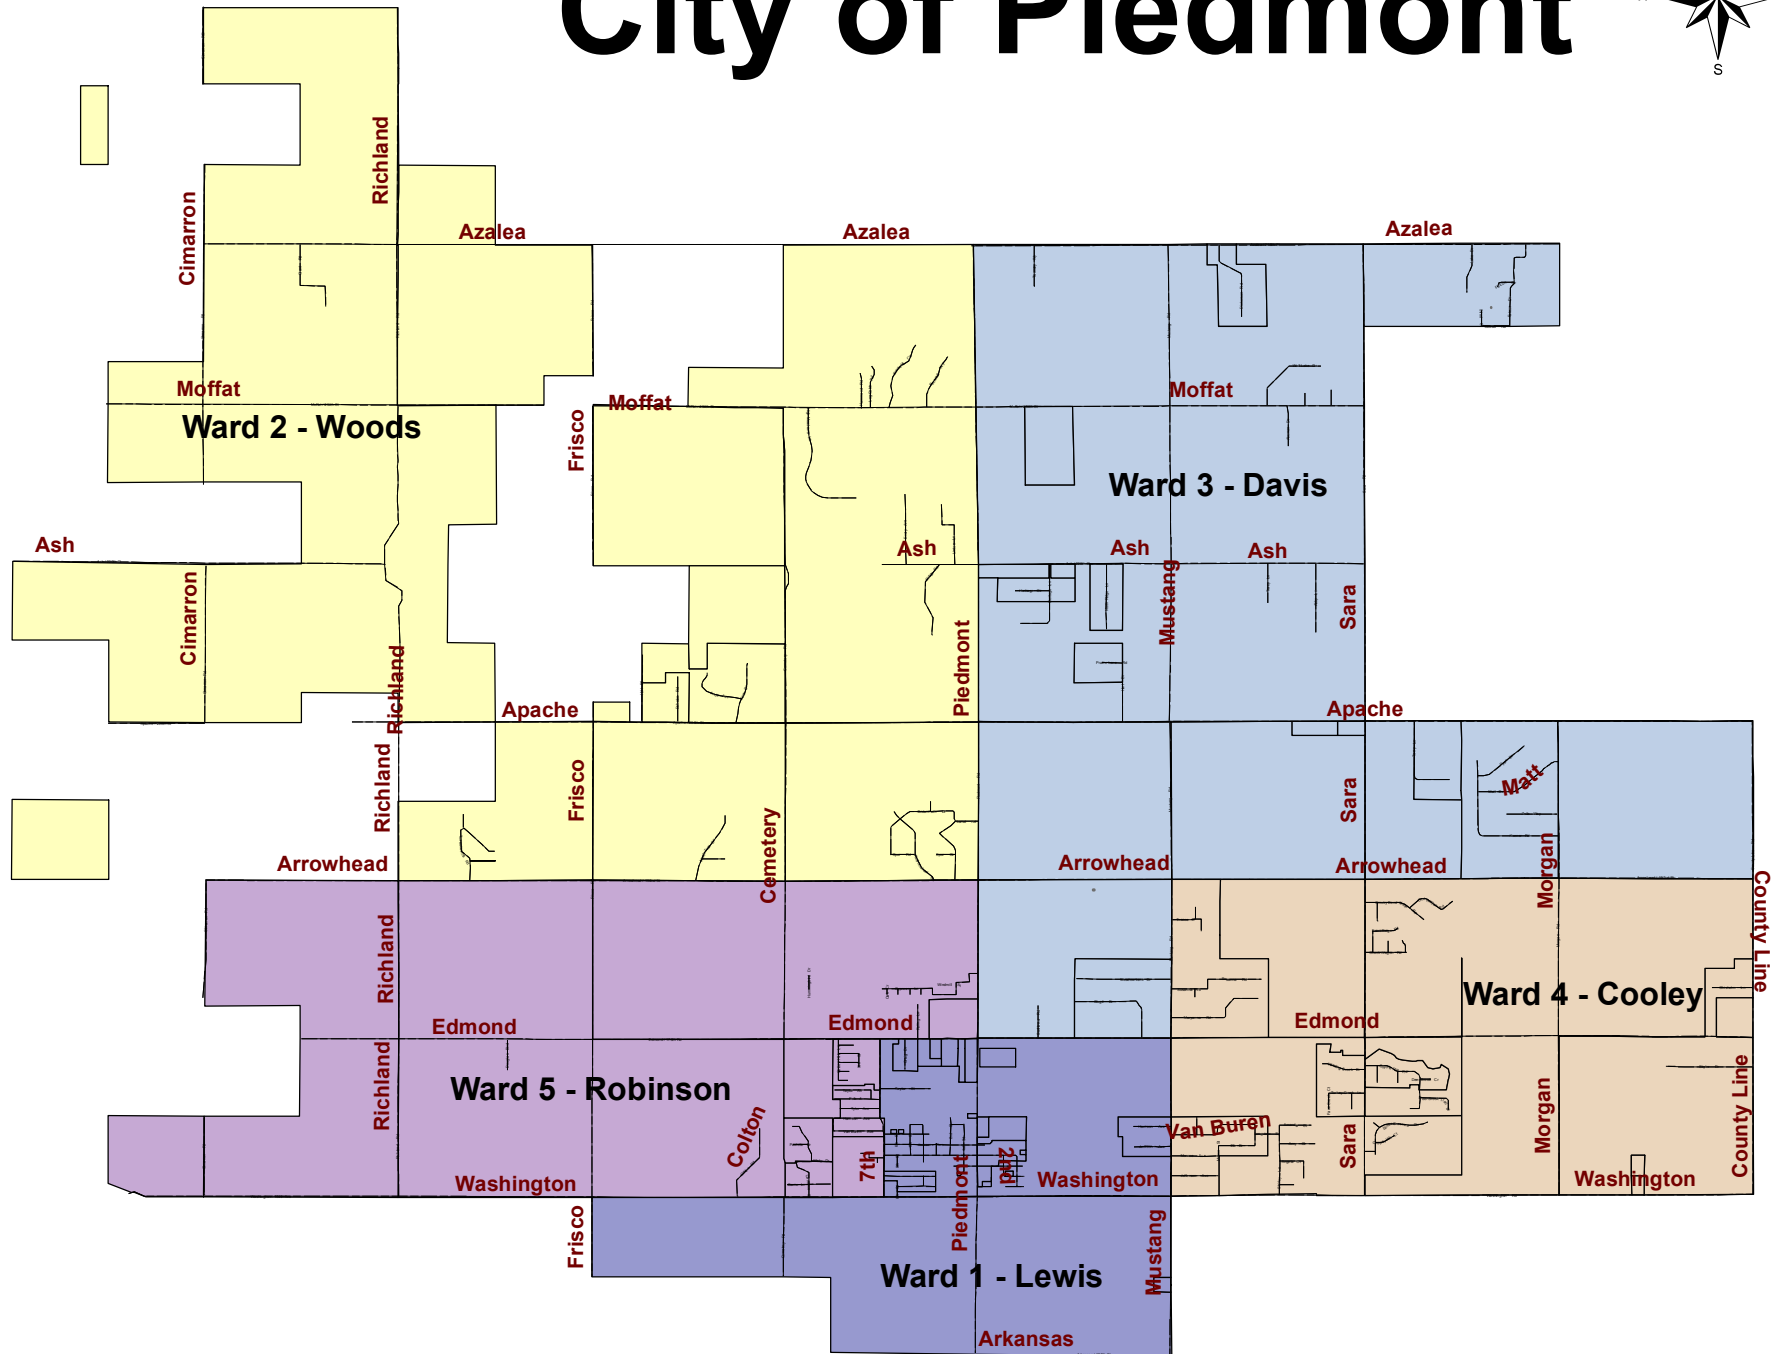 City of Piedmont
S
Richland
Cimarron
Azalea
Azalea
Azalea
Moffat
Moffat
Moffat
Ward 2 - Woods
Frisco
Ward 3 - Davis
Ash
Ash
Ash
Ash
Cimarron
Mustang
Sara
Richland
Piedmont
Apache
Apache
Richland
Frisco
Sara
Matt
Cemetery
Arrowhead
Arrowhead
Arrowhead
Morgan
County Line
Richland
Ward 4 - Cooley
Edmond
Edmond
Edmond
Richland
Ward 5 - Robinson
Colton
7th
Piedmont
2nd
Van Buren
Sara
Morgan
County Line
Washington
Washington
Washington
Frisco
Mustang
Ward 1 - Lewis
Arkansas